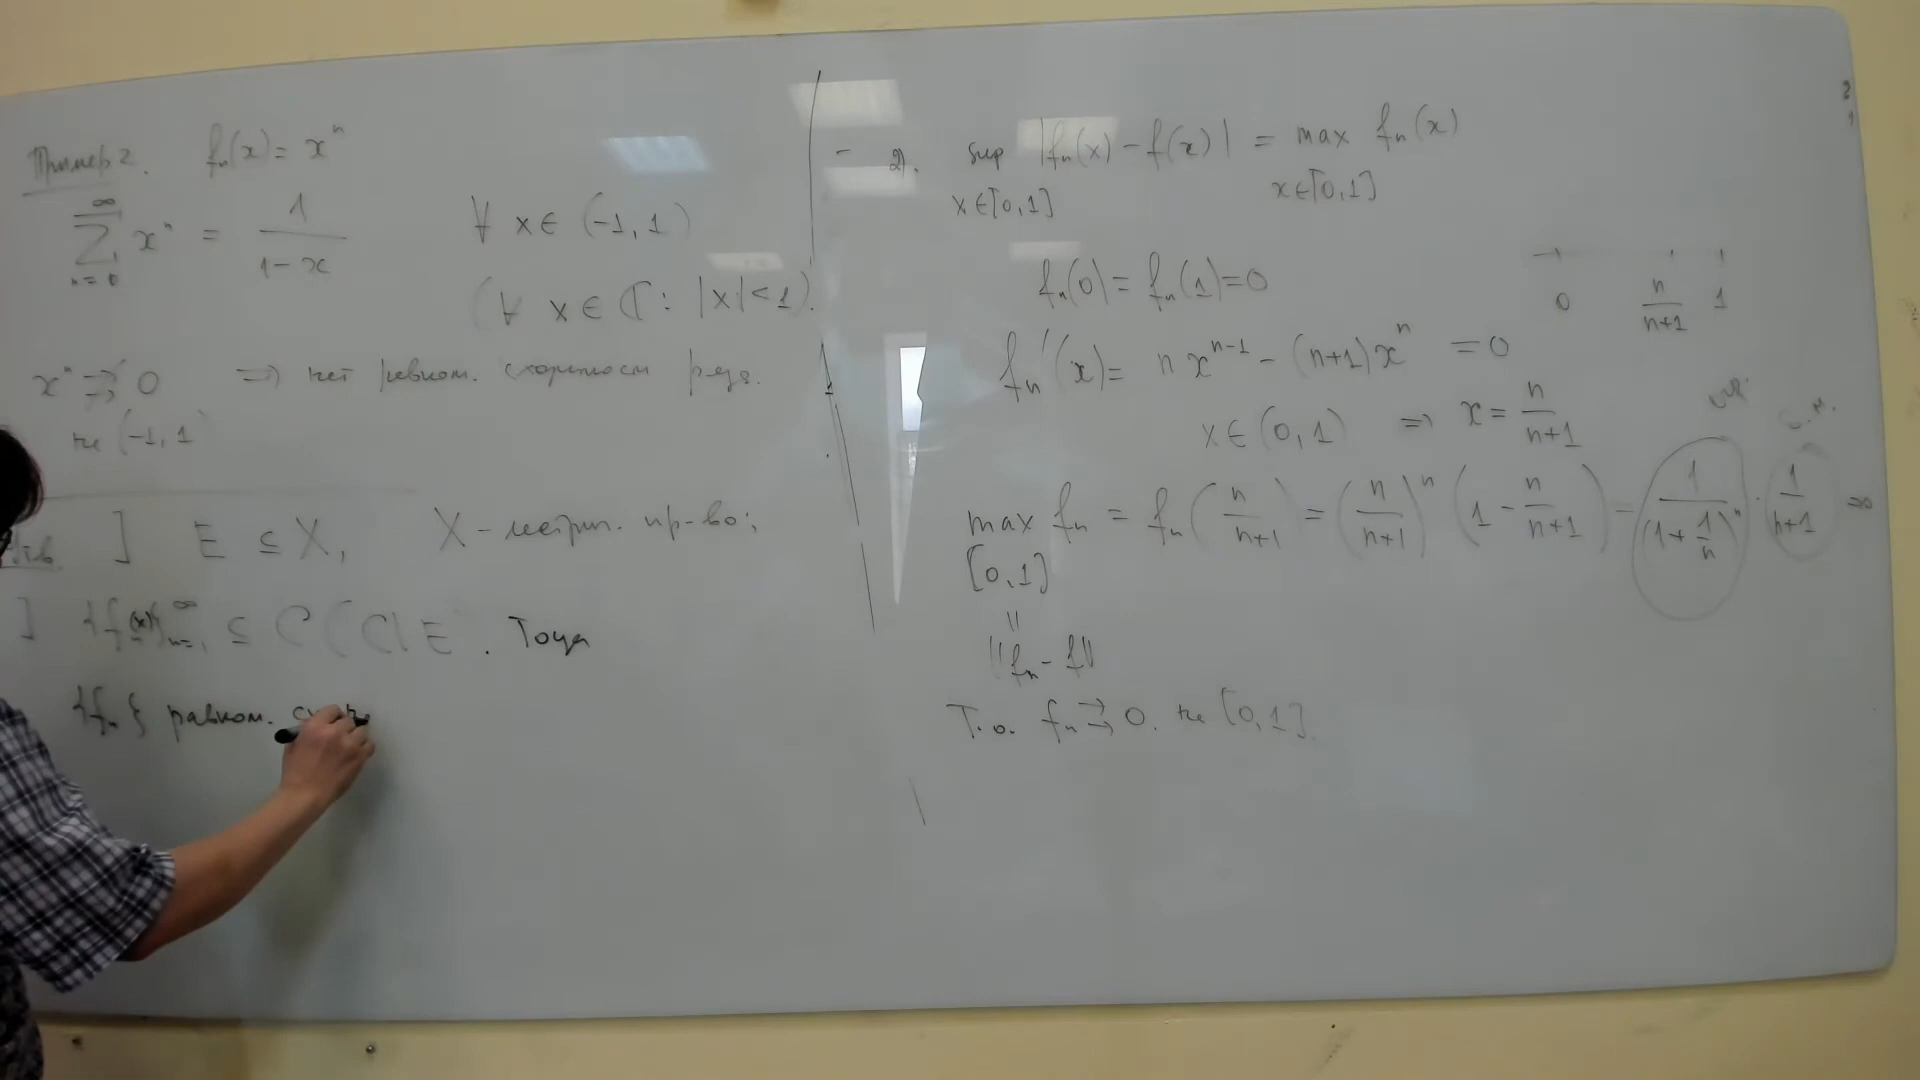 Пример 2. fₙ(x) = xⁿ
∑_{n=0}^{∞} xⁿ = 1/(1-x) ∀ x ∈ (-1, 1)
(∀ x ∈ ℂ : |x| < 1).
xⁿ ⇉̸ 0 ⇒ нет равном. сходимости ряда.
на (-1, 1)
] E ⊆ X, X - метрич. пр-во;
] {fₙ(x)}_{n=1}^{∞} ⊆ C(Cl E. Тогда
{fₙ} равном. сх
2). sup |fₙ(x) - f(x)| = max fₙ(x)
x∈[0,1] x∈[0,1]
fₙ(0) = fₙ(1) = 0
0 n/(n+1) 1
fₙ'(x) = n xⁿ⁻¹ - (n+1)xⁿ = 0
x ∈ (0, 1) ⇒ x = n/(n+1)
max fₙ = fₙ(n/(n+1)) = (n/(n+1))ⁿ (1 - n/(n+1)) = 1/(1+1/n)ⁿ · 1/(n+1) ⇒
[0,1]
||
||fₙ - f||
Т.о. fₙ ⇉ 0. на [0,1].